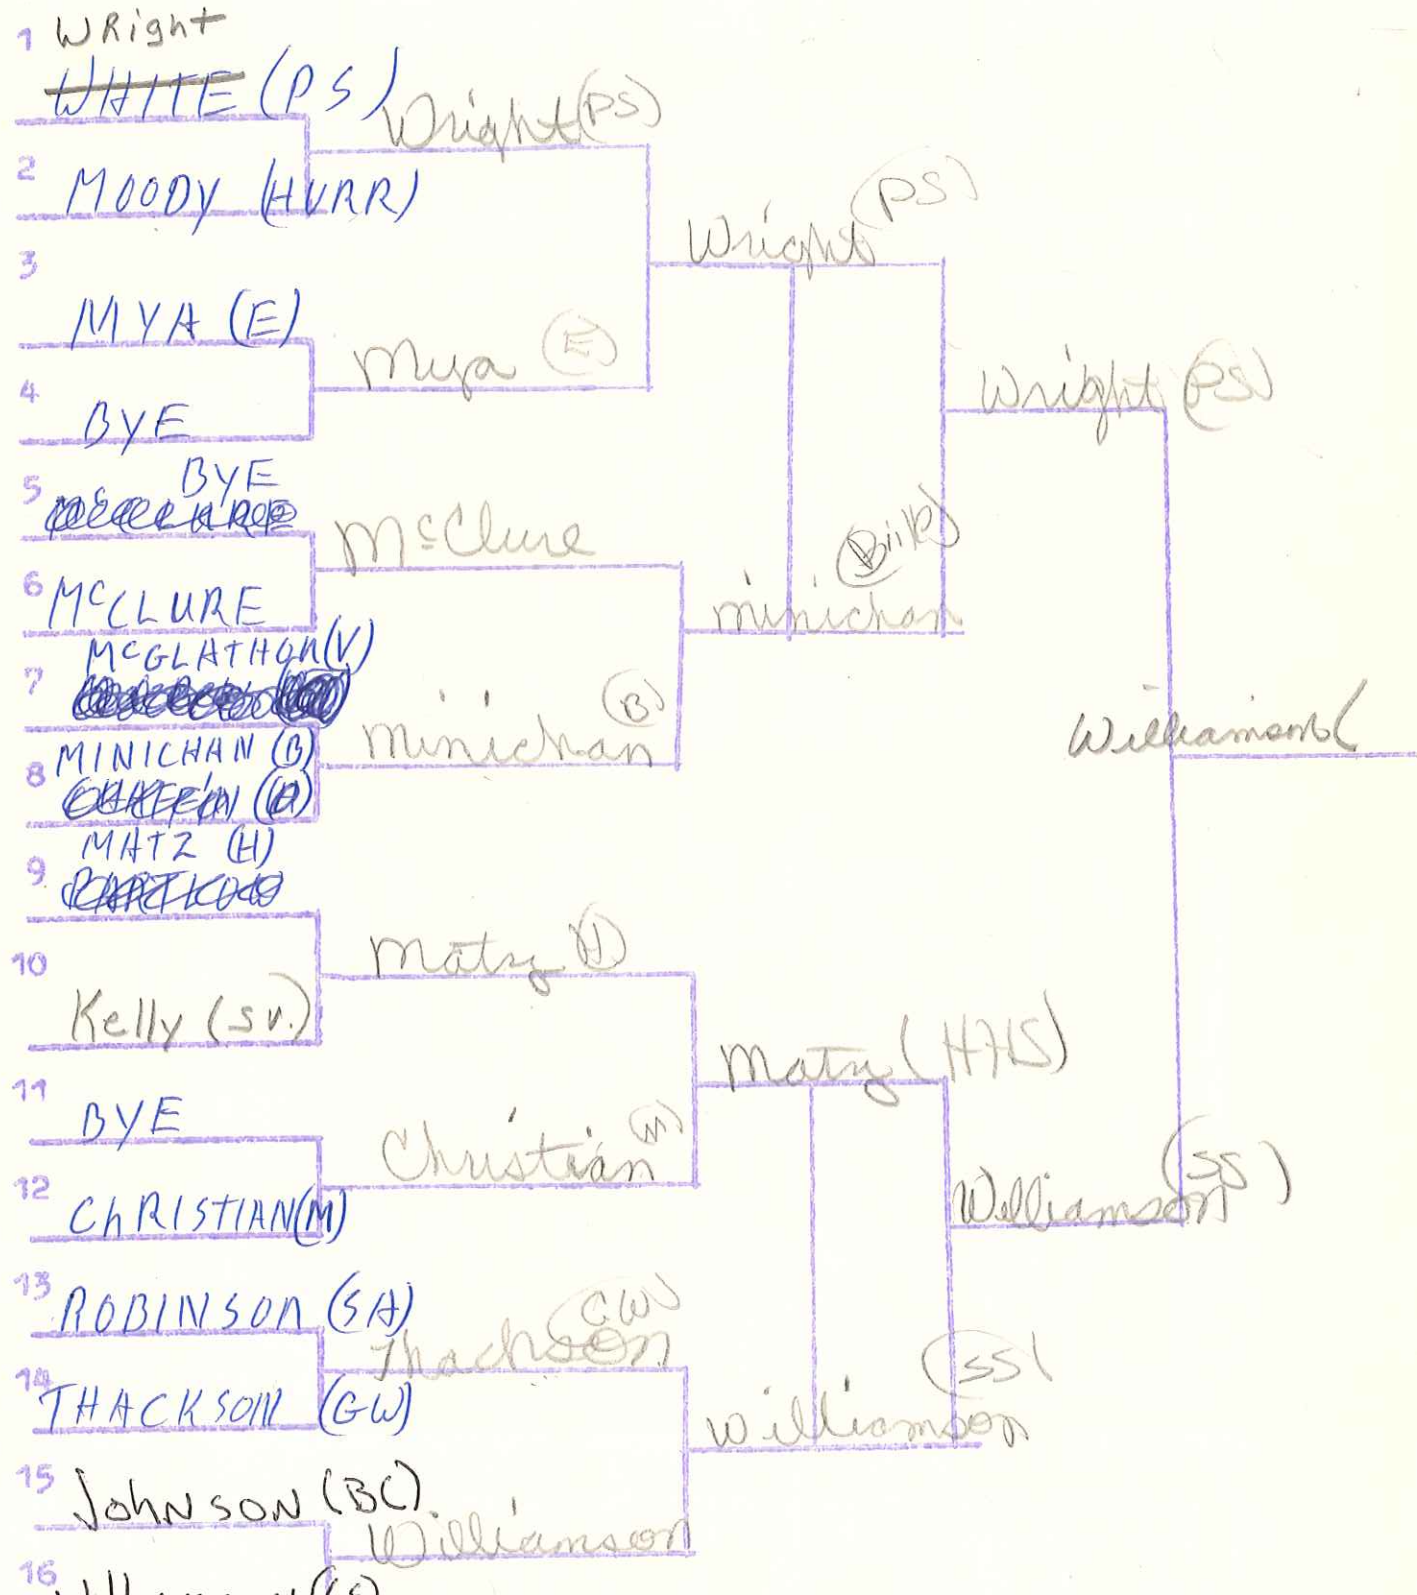 1 WRight
WHITE (PS)
Wright (PS)
2
MOODY (HVRR)
Wright (PS)
3
MYA (E)
Mya (E)
4
BYE
Wright (PS)
5 BYE
McClure
6
McCLURE
minichan
7 McGLATHON (V)
Minichan (B)
8 MINICHAN (B)
Williamson (
9 MATZ (H)
10
Matz (H)
Kelly (SV.)
Matz (HHS)
11
BYE
Christian (M)
12
ChRISTIAN (M)
Williamson (SS)
13
ROBINSON (SA)
Thackson (GW)
14
THACKSON (GW)
Williamson (SS)
15
JohNSON (BC)
Williamson
16